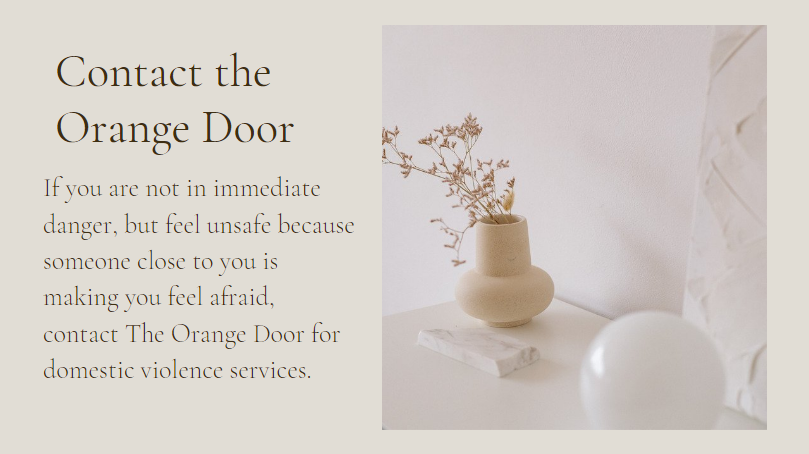 Contact the
Orange Door
If you are not in immediate
danger, but feel unsafe because
someone close to you is
making you feel afraid,
contact The Orange Door for
domestic violence services.